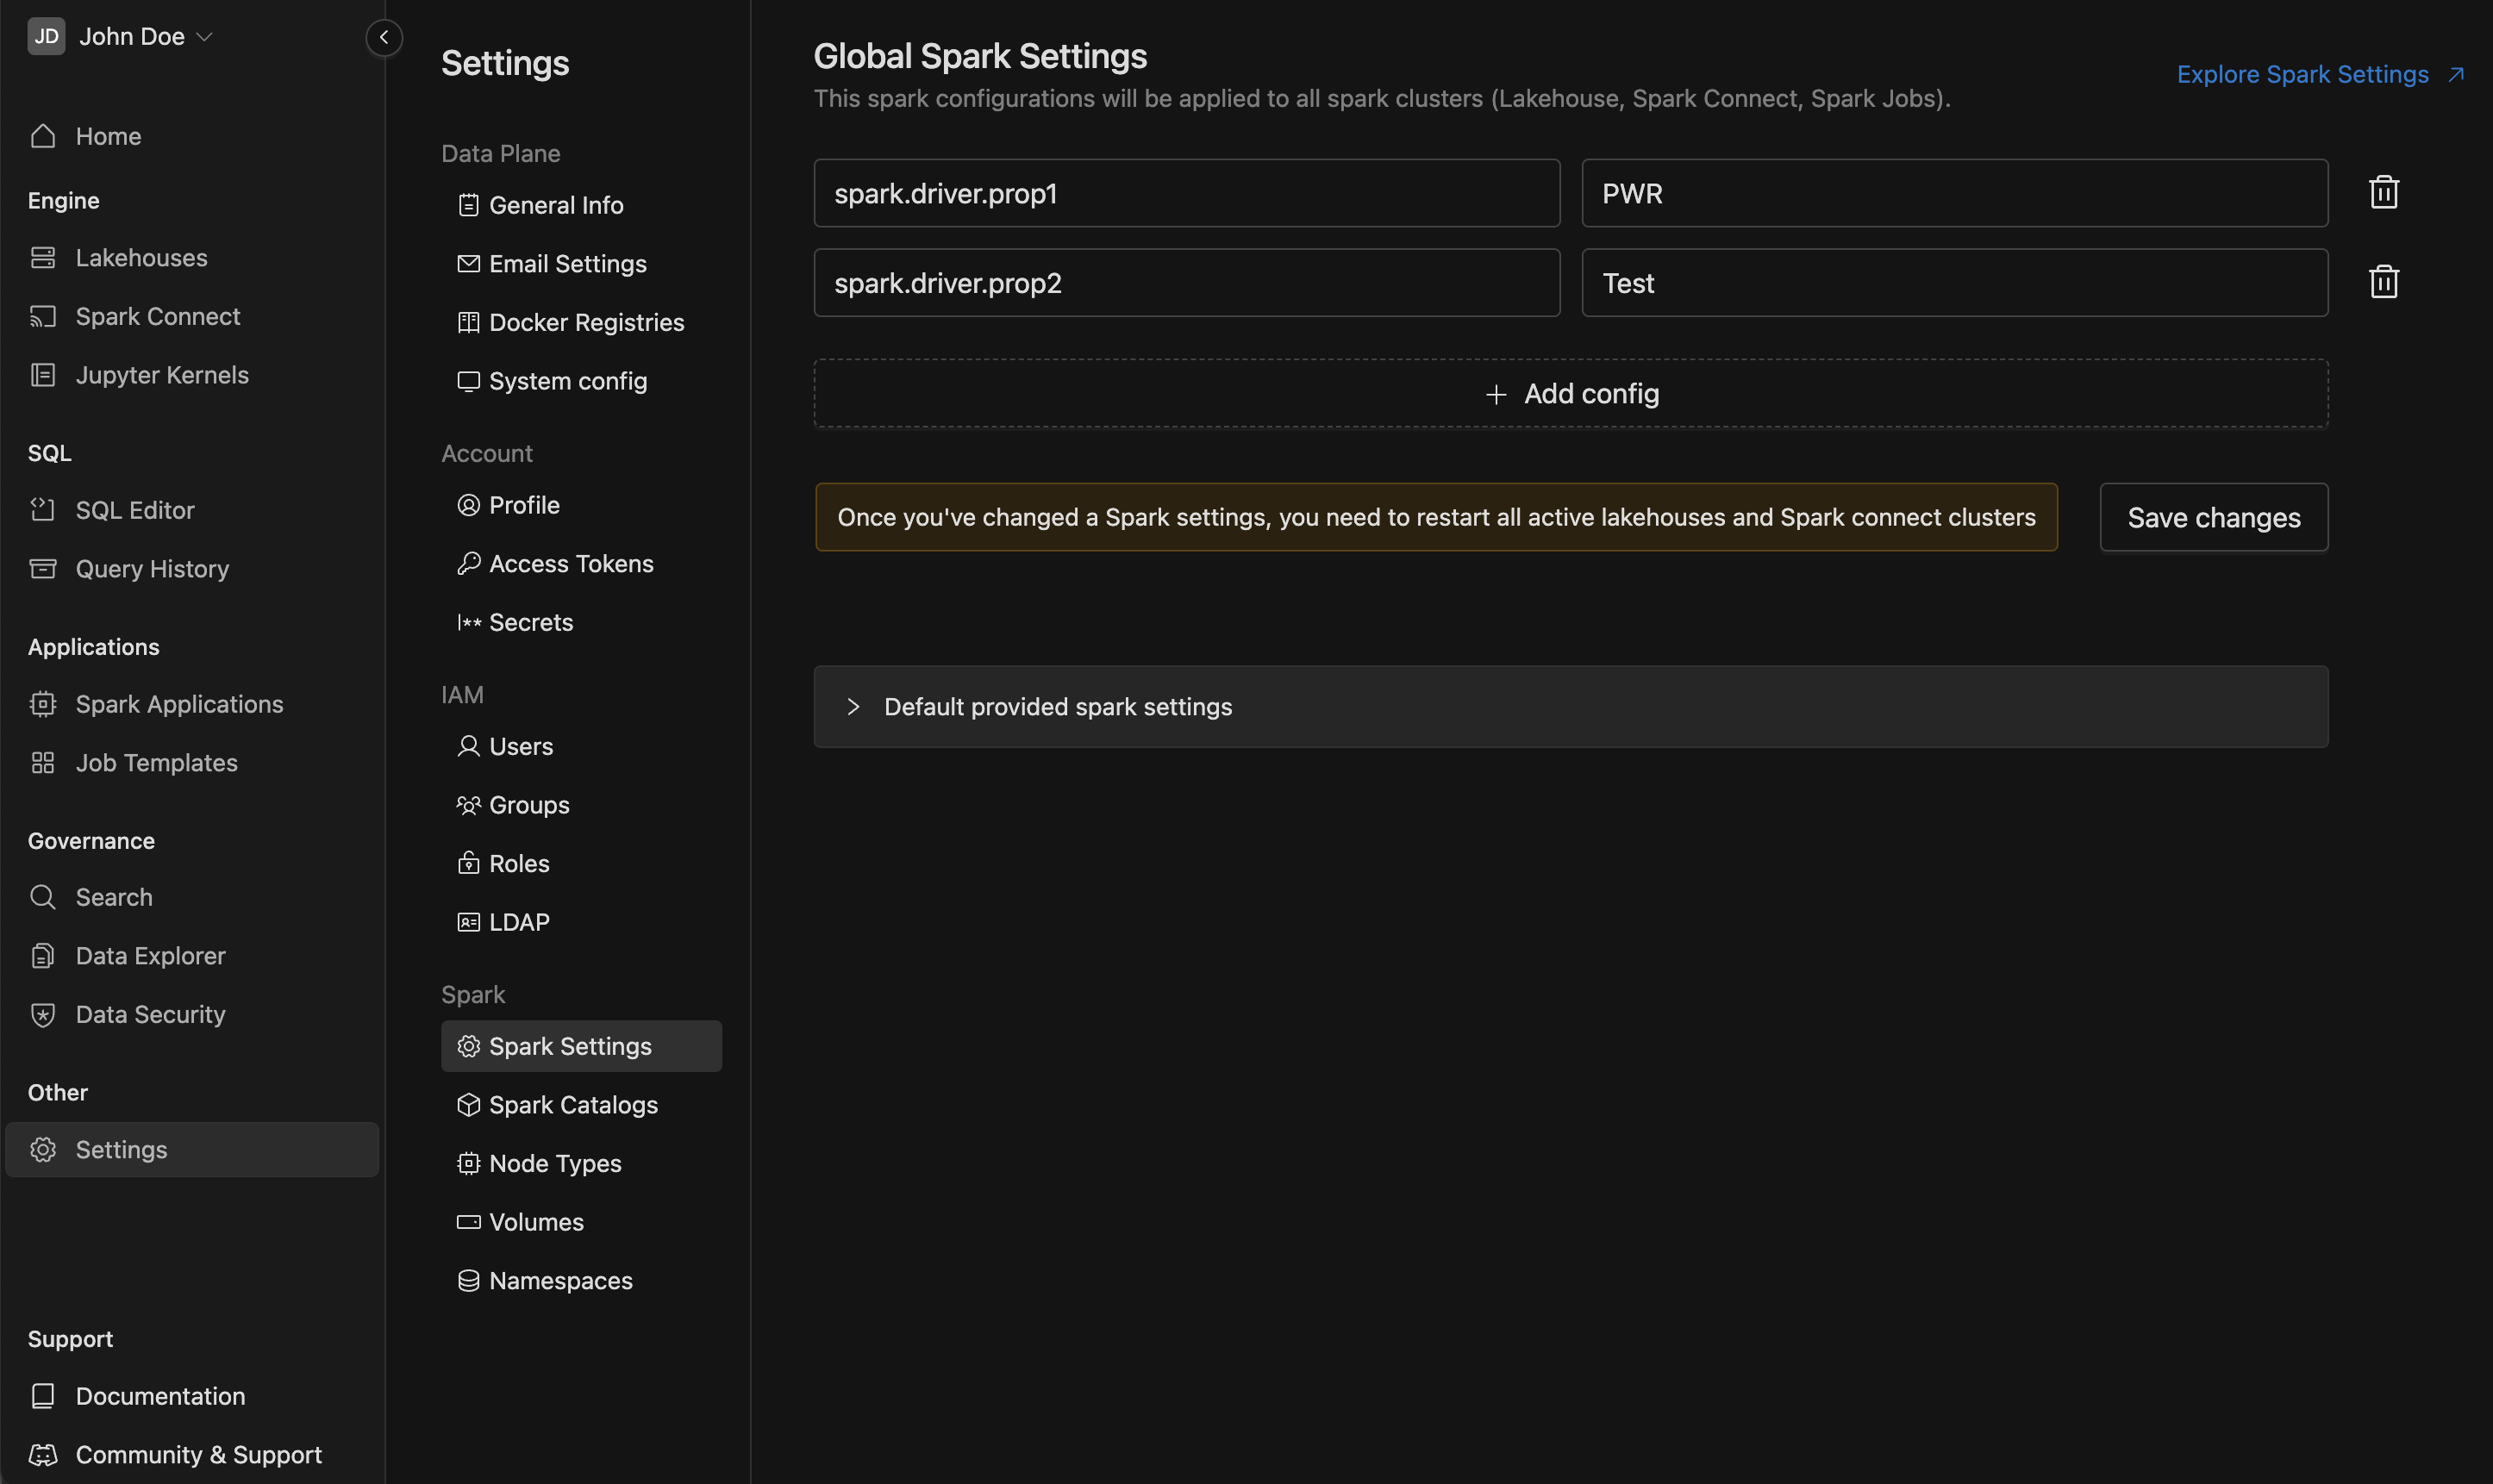 JD John Doe
Home
Engine
Lakehouses
Spark Connect
Jupyter Kernels
SQL
SQL Editor
Query History
Applications
Spark Applications
Job Templates
Governance
Search
Data Explorer
Data Security
Other
Settings
Support
Documentation
Community & Support
Settings
Data Plane
General Info
Email Settings
Docker Registries
System config
Account
Profile
Access Tokens
Secrets
IAM
Users
Groups
Roles
LDAP
Spark
Spark Settings
Spark Catalogs
Node Types
Volumes
Namespaces
Global Spark Settings
This spark configurations will be applied to all spark clusters (Lakehouse, Spark Connect, Spark Jobs).
Explore Spark Settings
spark.driver.prop1 PWR
spark.driver.prop2 Test
Add config
Once you've changed a Spark settings, you need to restart all active lakehouses and Spark connect clusters
Save changes
Default provided spark settings